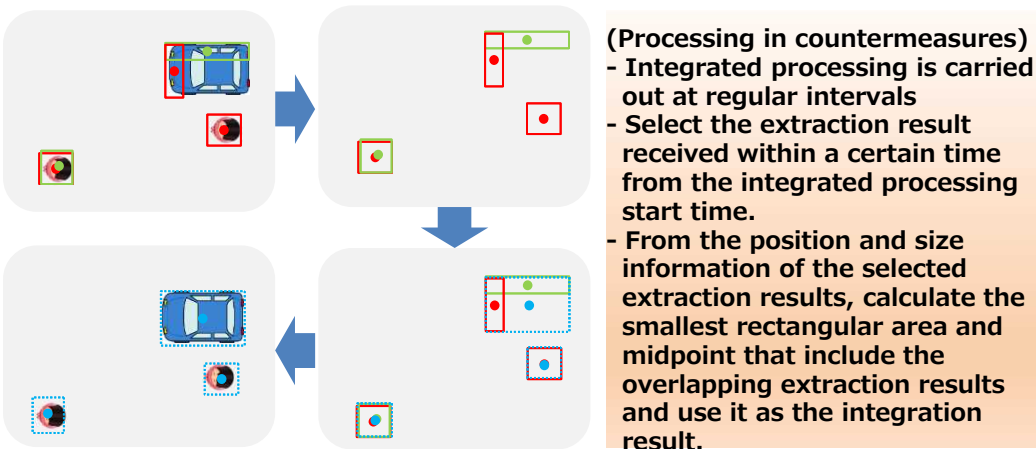 (Processing in countermeasures)
- Integrated processing is carried
out at regular intervals
- Select the extraction result
received within a certain time
from the integrated processing
start time.
- From the position and size
information of the selected
extraction results, calculate the
smallest rectangular area and
midpoint that include the
overlapping extraction results
and use it as the integration
result.